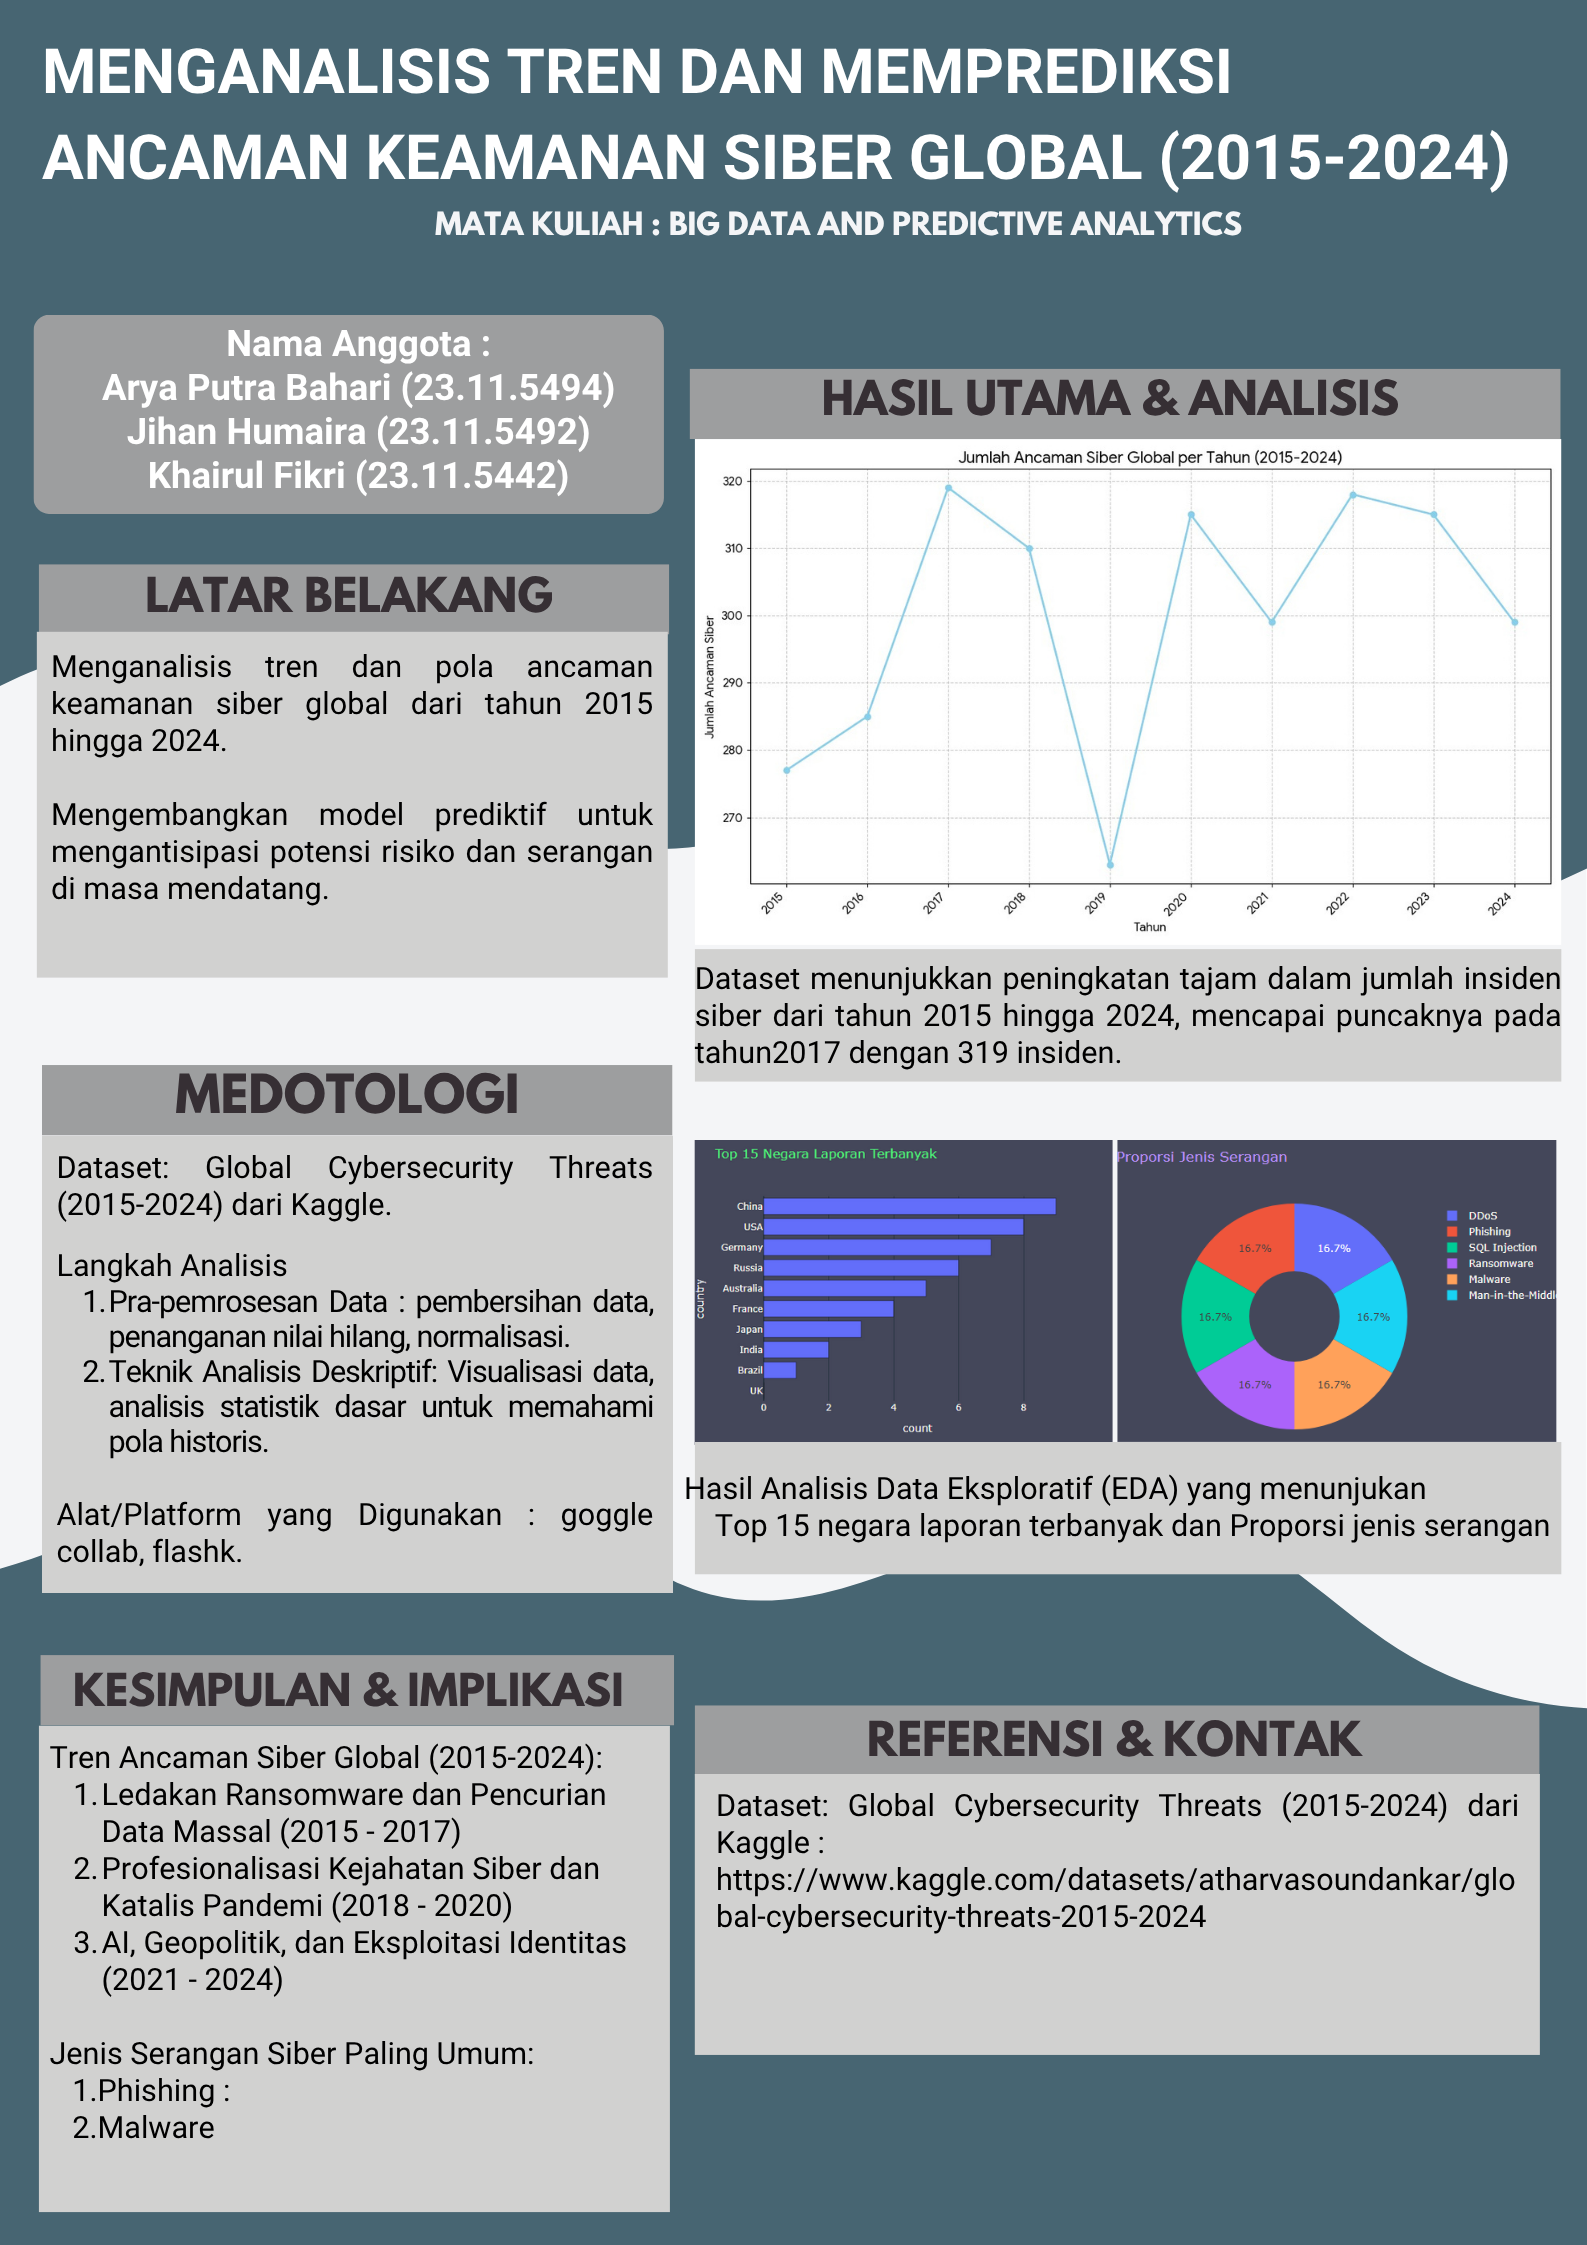 MENGANALISIS TREN DAN MEMPREDIKSI
ANCAMAN KEAMANAN SIBER GLOBAL (2015-2024)
MATA KULIAH : BIG DATA AND PREDICTIVE ANALYTICS
Nama Anggota :
Arya Putra Bahari (23.11.5494)
Jihan Humaira (23.11.5492)
Khairul Fikri (23.11.5442)
LATAR BELAKANG
Menganalisis tren dan pola ancaman
keamanan siber global dari tahun 2015
hingga 2024.
Mengembangkan model prediktif untuk
mengantisipasi potensi risiko dan serangan
di masa mendatang.
MEDOTOLOGI
Dataset: Global Cybersecurity Threats
(2015-2024) dari Kaggle.
Langkah Analisis
1. Pra-pemrosesan Data : pembersihan data,
penanganan nilai hilang, normalisasi.
2. Teknik Analisis Deskriptif: Visualisasi data,
analisis statistik dasar untuk memahami
pola historis.
Alat/Platform yang Digunakan : goggle
collab, flashk.
KESIMPULAN & IMPLIKASI
Tren Ancaman Siber Global (2015-2024):
1. Ledakan Ransomware dan Pencurian
Data Massal (2015 - 2017)
2. Profesionalisasi Kejahatan Siber dan
Katalis Pandemi (2018 - 2020)
3. AI, Geopolitik, dan Eksploitasi Identitas
(2021 - 2024)
Jenis Serangan Siber Paling Umum:
1.Phishing :
2.Malware
HASIL UTAMA & ANALISIS
Jumlah Ancaman Siber Global per Tahun (2015-2024)
Jumlah Ancaman Siber
320
310
300
290
280
270
2015 2016 2017 2018 2019 2020 2021 2022 2023 2024
Tahun
Dataset menunjukkan peningkatan tajam dalam jumlah insiden
siber dari tahun 2015 hingga 2024, mencapai puncaknya pada
tahun2017 dengan 319 insiden.
Top 15 Negara Laporan Terbanyak
country
China
USA
Germany
Russia
Australia
France
Japan
India
Brazil
UK
0 2 4 6 8
count
Proporsi Jenis Serangan
16.7% 16.7%
16.7% 16.7%
16.7% 16.7%
DDoS
Phishing
SQL Injection
Ransomware
Malware
Man-in-the-Middl
Hasil Analisis Data Eksploratif (EDA) yang menunjukan
Top 15 negara laporan terbanyak dan Proporsi jenis serangan
REFERENSI & KONTAK
Dataset: Global Cybersecurity Threats (2015-2024) dari
Kaggle :
https://www.kaggle.com/datasets/atharvasoundankar/glo
bal-cybersecurity-threats-2015-2024